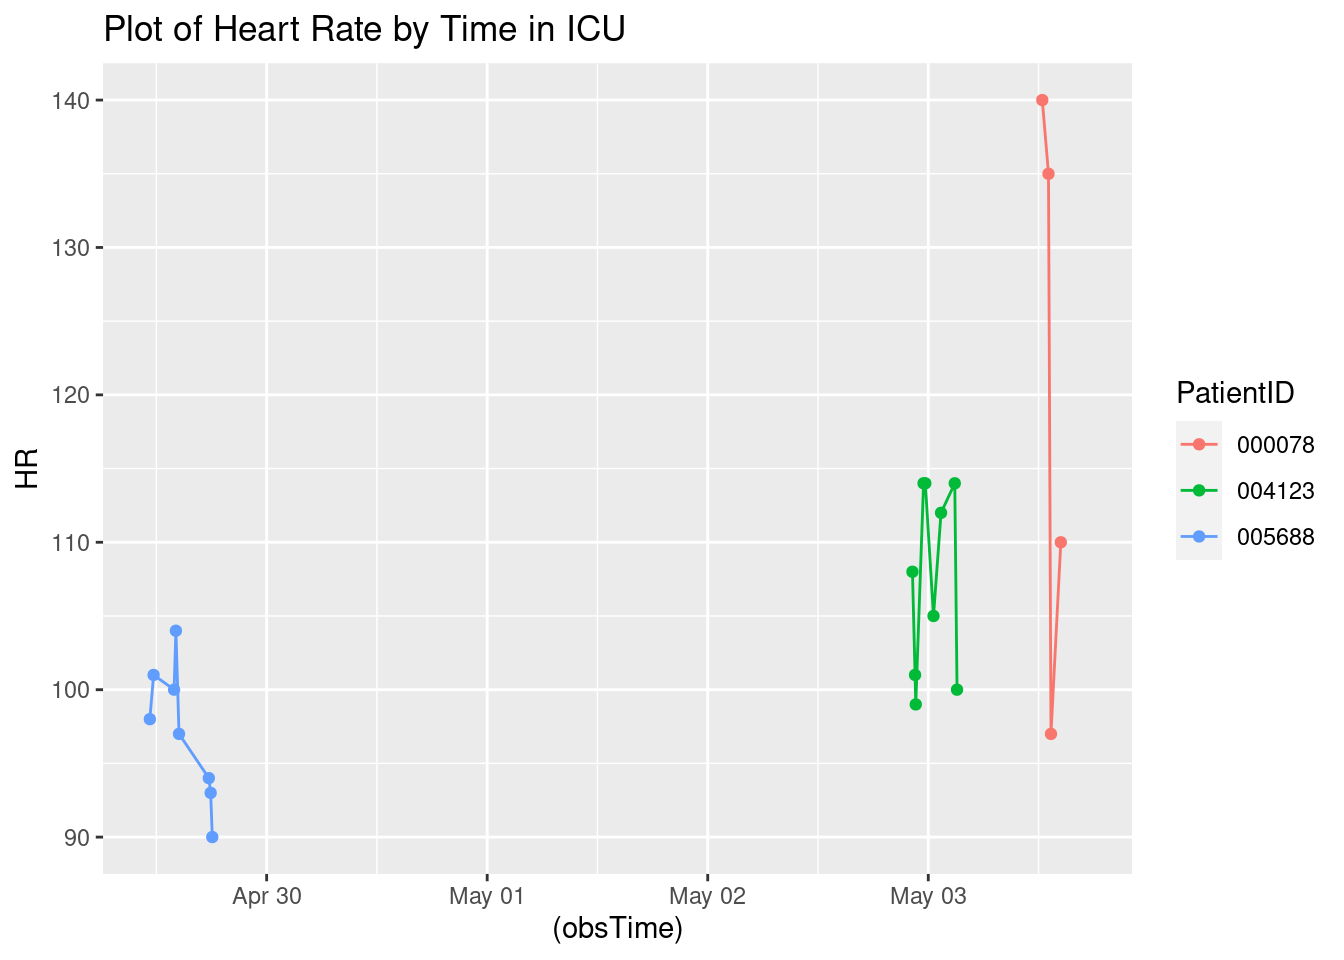 Plot of Heart Rate by Time in ICU
140
130
120
110
100
90
HR
Apr 30
May 01
May 02
May 03
(obsTime)
PatientID
000078
004123
005688